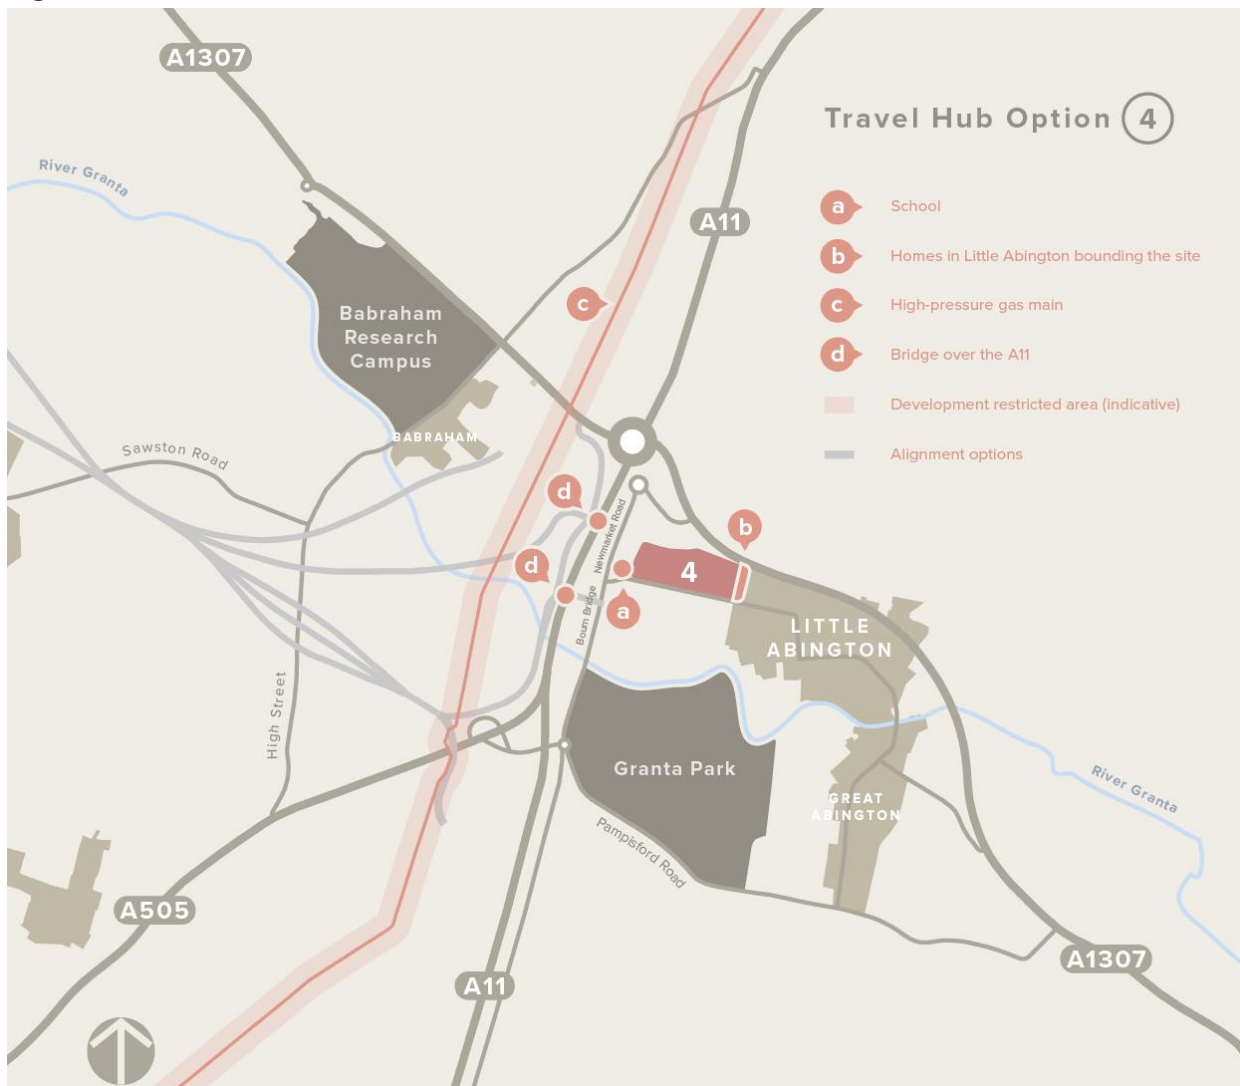 A1307
River Granta
Travel Hub Option 4
a School
A11
b Homes in Little Abington bounding the site
c
c High-pressure gas main
Babraham
Research
Campus
d Bridge over the A11
Development restricted area (indicative)
BABRAHAM
Sawston Road
Alignment options
d
Newmarket Road
b
d
4
a
Bourn Bridge
LITTLE
ABINGTON
High Street
Granta Park
River Granta
GREAT
ABINGTON
Pampisford Road
A505
A1307
A11